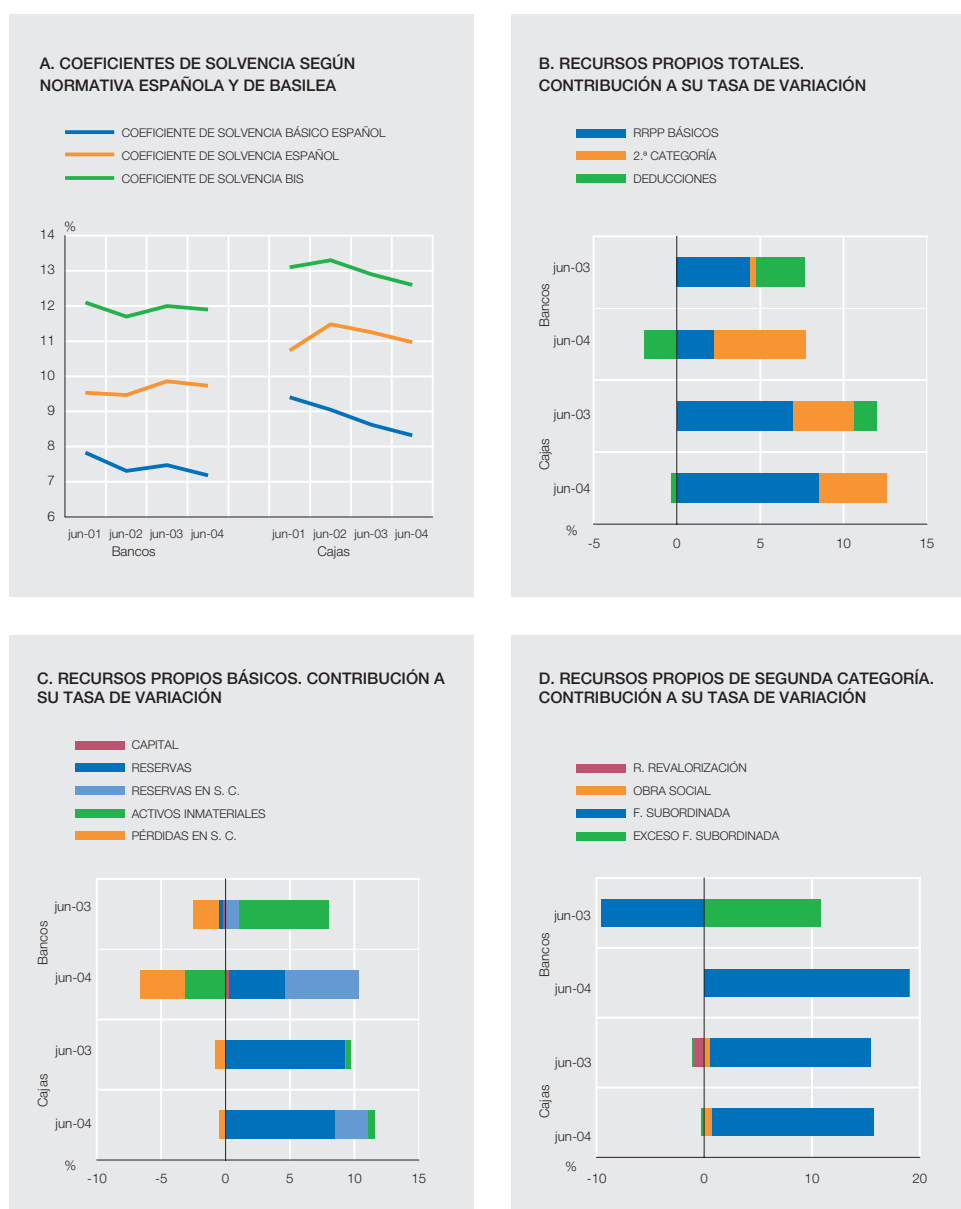 A. COEFICIENTES DE SOLVENCIA SEGÚN
NORMATIVA ESPAÑOLA Y DE BASILEA
COEFICIENTE DE SOLVENCIA BÁSICO ESPAÑOL
COEFICIENTE DE SOLVENCIA ESPAÑOL
COEFICIENTE DE SOLVENCIA BIS
%
14
13
12
11
10
9
8
7
6
jun-01 jun-02 jun-03 jun-04 jun-01 jun-02 jun-03 jun-04
Bancos Cajas
B. RECURSOS PROPIOS TOTALES.
CONTRIBUCIÓN A SU TASA DE VARIACIÓN
RRPP BÁSICOS
2.ª CATEGORÍA
DEDUCCIONES
Bancos
jun-03
jun-04
Cajas
jun-03
jun-04
%
-5 0 5 10 15
C. RECURSOS PROPIOS BÁSICOS. CONTRIBUCIÓN A
SU TASA DE VARIACIÓN
CAPITAL
RESERVAS
RESERVAS EN S. C.
ACTIVOS INMATERIALES
PÉRDIDAS EN S. C.
Bancos
jun-03
jun-04
Cajas
jun-03
jun-04
%
-10 -5 0 5 10 15
D. RECURSOS PROPIOS DE SEGUNDA CATEGORÍA.
CONTRIBUCIÓN A SU TASA DE VARIACIÓN
R. REVALORIZACIÓN
OBRA SOCIAL
F. SUBORDINADA
EXCESO F. SUBORDINADA
Bancos
jun-03
jun-04
Cajas
jun-03
jun-04
%
-10 0 10 20